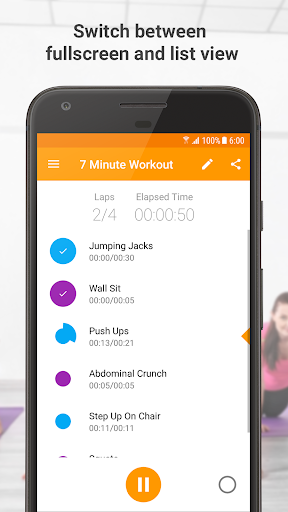 Switch between
fullscreen and list view
100% 6:00
7 Minute Workout
Laps
Elapsed Time
2/4
00:00:50
Jumping Jacks
00:00/00:30
Wall Sit
00:00/00:05
Push Ups
00:13/00:21
Abdominal Crunch
00:05/00:05
Step Up On Chair
00:11/00:11